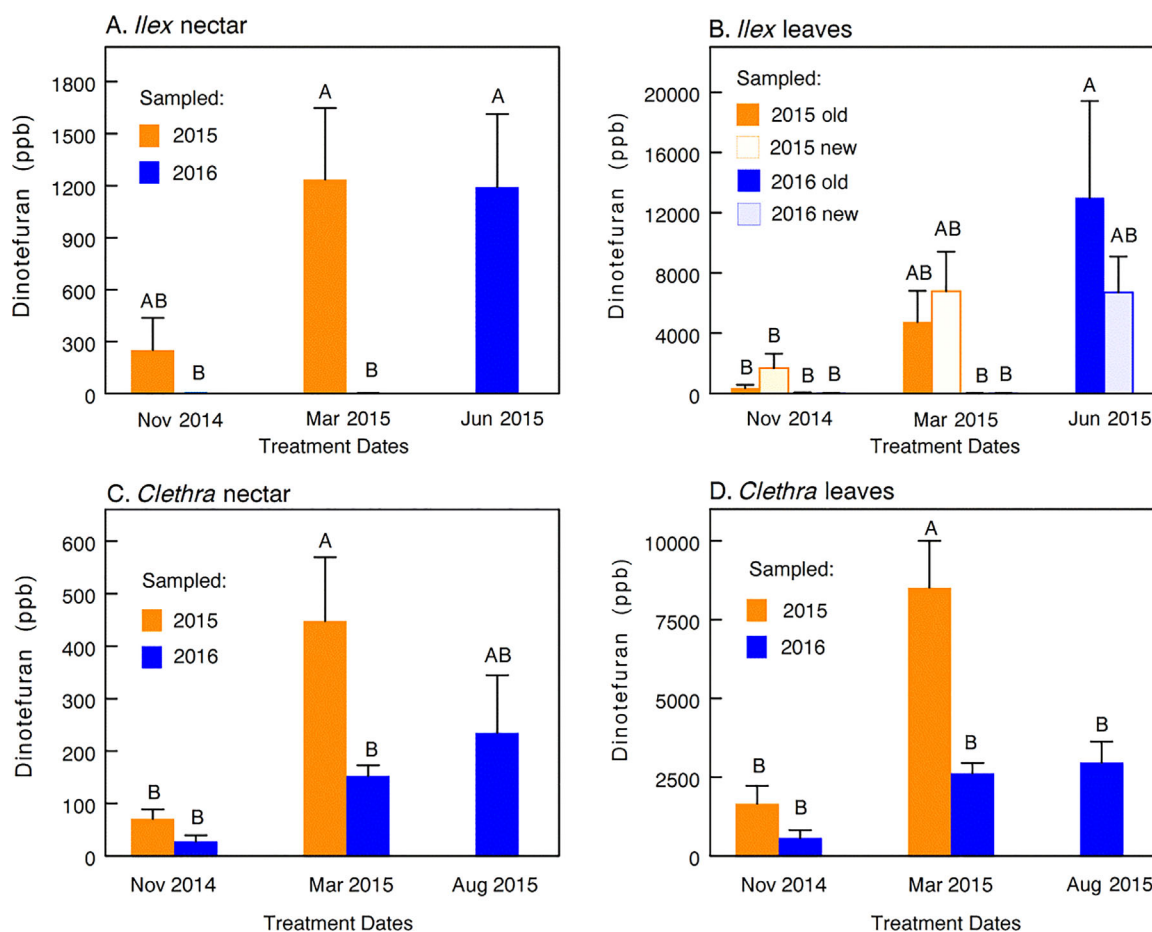 A. Ilex nectar
Dinotefuran (ppb)
1800
1500
1200
900
600
300
0
Sampled:
2015
2016
AB
B
A
B
A
Nov 2014
Mar 2015
Jun 2015
Treatment Dates
B. Ilex leaves
Dinotefuran (ppb)
20000
16000
12000
8000
4000
0
2015 old
2015 new
2016 old
2016 new
B
B
B
B
AB
AB
B
B
A
AB
Nov 2014
Mar 2015
Jun 2015
Treatment Dates
C. Clethra nectar
Dinotefuran (ppb)
600
500
400
300
200
100
0
Sampled:
2015
2016
B
B
A
B
AB
Nov 2014
Mar 2015
Aug 2015
Treatment Dates
D. Clethra leaves
Dinotefuran (ppb)
10000
7500
5000
2500
0
Sampled:
2015
2016
B
B
A
B
B
Nov 2014
Mar 2015
Aug 2015
Treatment Dates